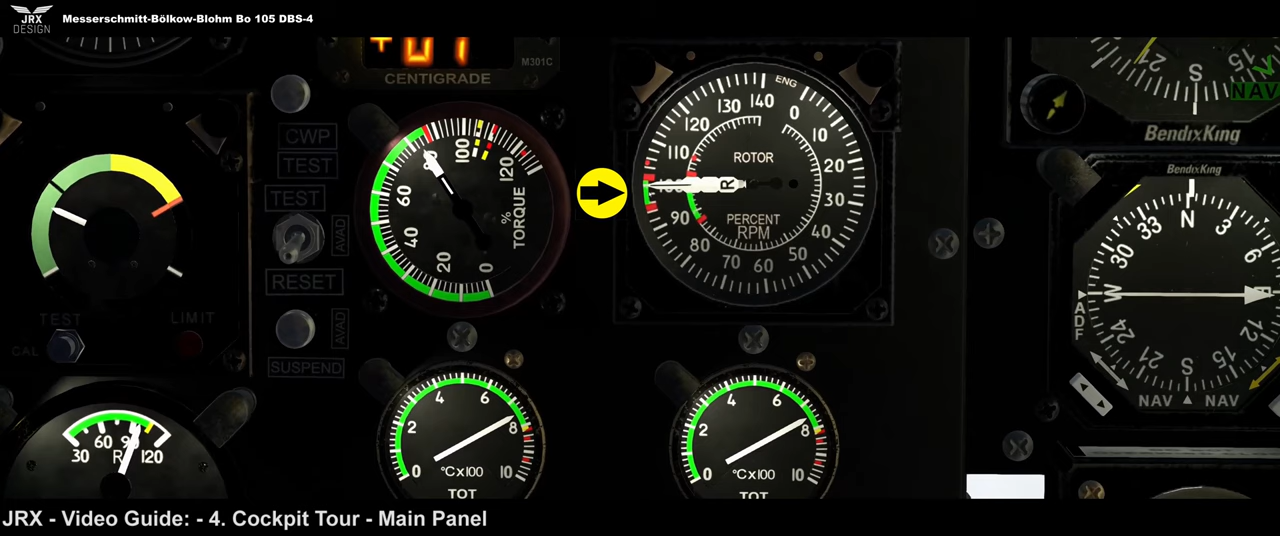 JRX
DESIGN
Messerschmitt-Bölkow-Blohm Bo 105 DBS-4
+01
M301C
CENTIGRADE
CWP
TEST
TEST
AVAD
RESET
AVAD
SUSPEND
TEST
LIMIT
CAL
0 20 40 60 100 120
% TORQUE
ENG
0 10 20 30 40 50 60 70 80 90 110 120 130 140
ROTOR
R
PERCENT
RPM
15 S 21
NAV
BendixKing
BendixKing
N 3 6 12 15 S 21 24 W 30 33
ADF
NAV NAV
30 60 120
0 2 4 6 8 10
°Cx100
TOT
0 2 4 6 8 10
°Cx100
TOT
JRX - Video Guide: - 4. Cockpit Tour - Main Panel